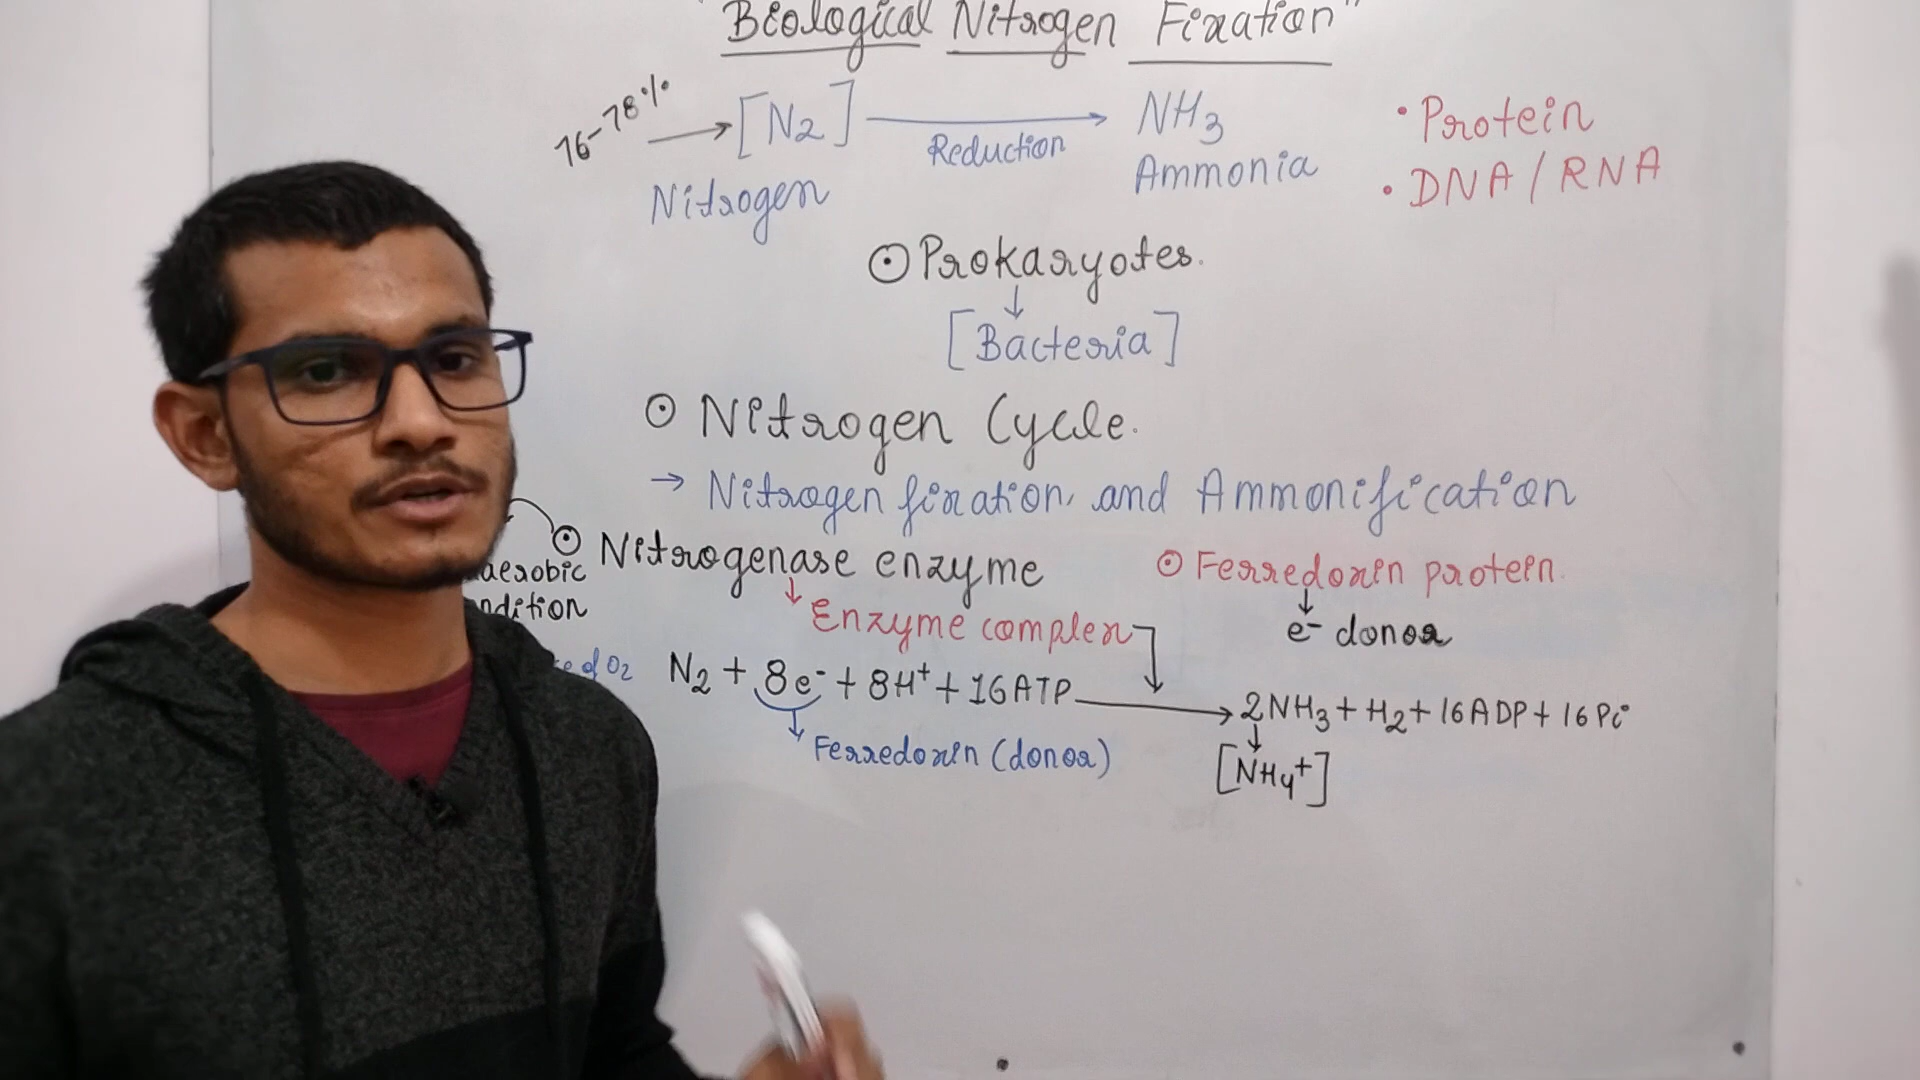 "Biological Nitrogen Fixation"
76-78% → [N2] → NH3
Reduction
Nitrogen
Ammonia
• Protein
• DNA / RNA
⊙ Prokaryotes.
↓
[Bacteria]
⊙ Nitrogen Cycle.
→ Nitrogen fixation, and Ammonification
⊙ Nitrogenase enzyme
↓ Enzyme complex
⊙ Ferredoxin protein.
↓
e- donor
aerobic
ndition
of O2
N2 + 8e- + 8H+ + 16ATP → 2NH3 + H2 + 16ADP + 16Pi
↓ Ferredoxin (donor)
↓
[NH4+]